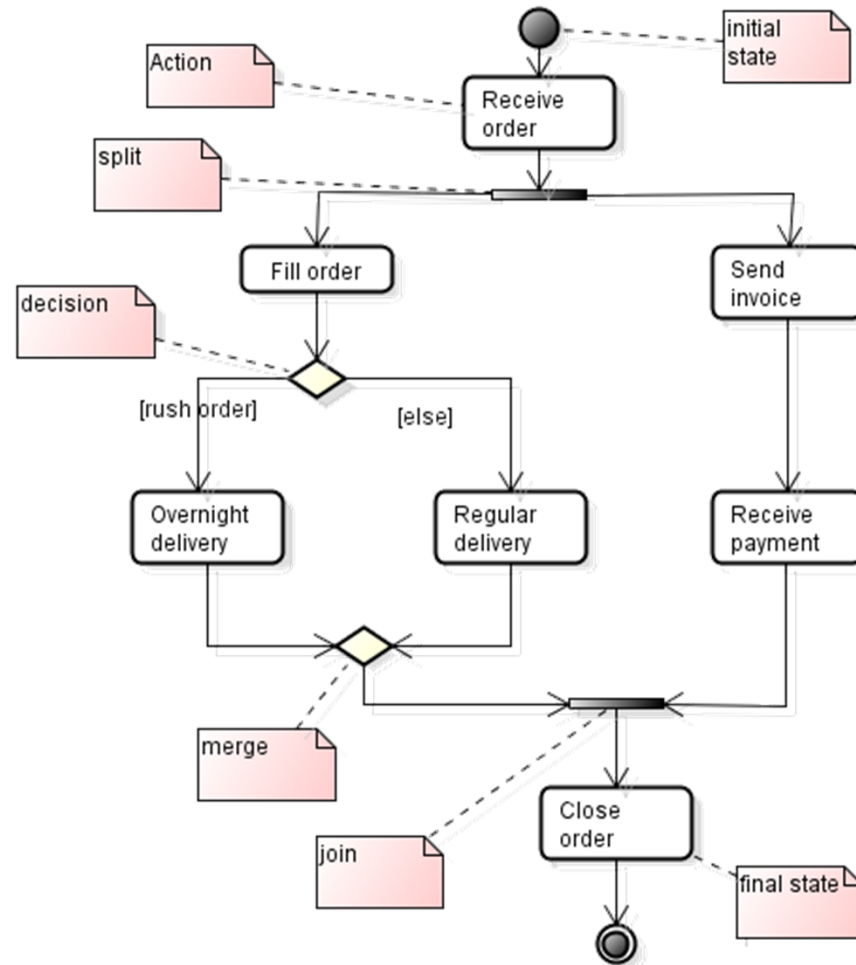 initial
state
Action
Receive
order
split
Fill order
Send
invoice
decision
[rush order]
[else]
Overnight
delivery
Regular
delivery
Receive
payment
merge
Close
order
join
final state